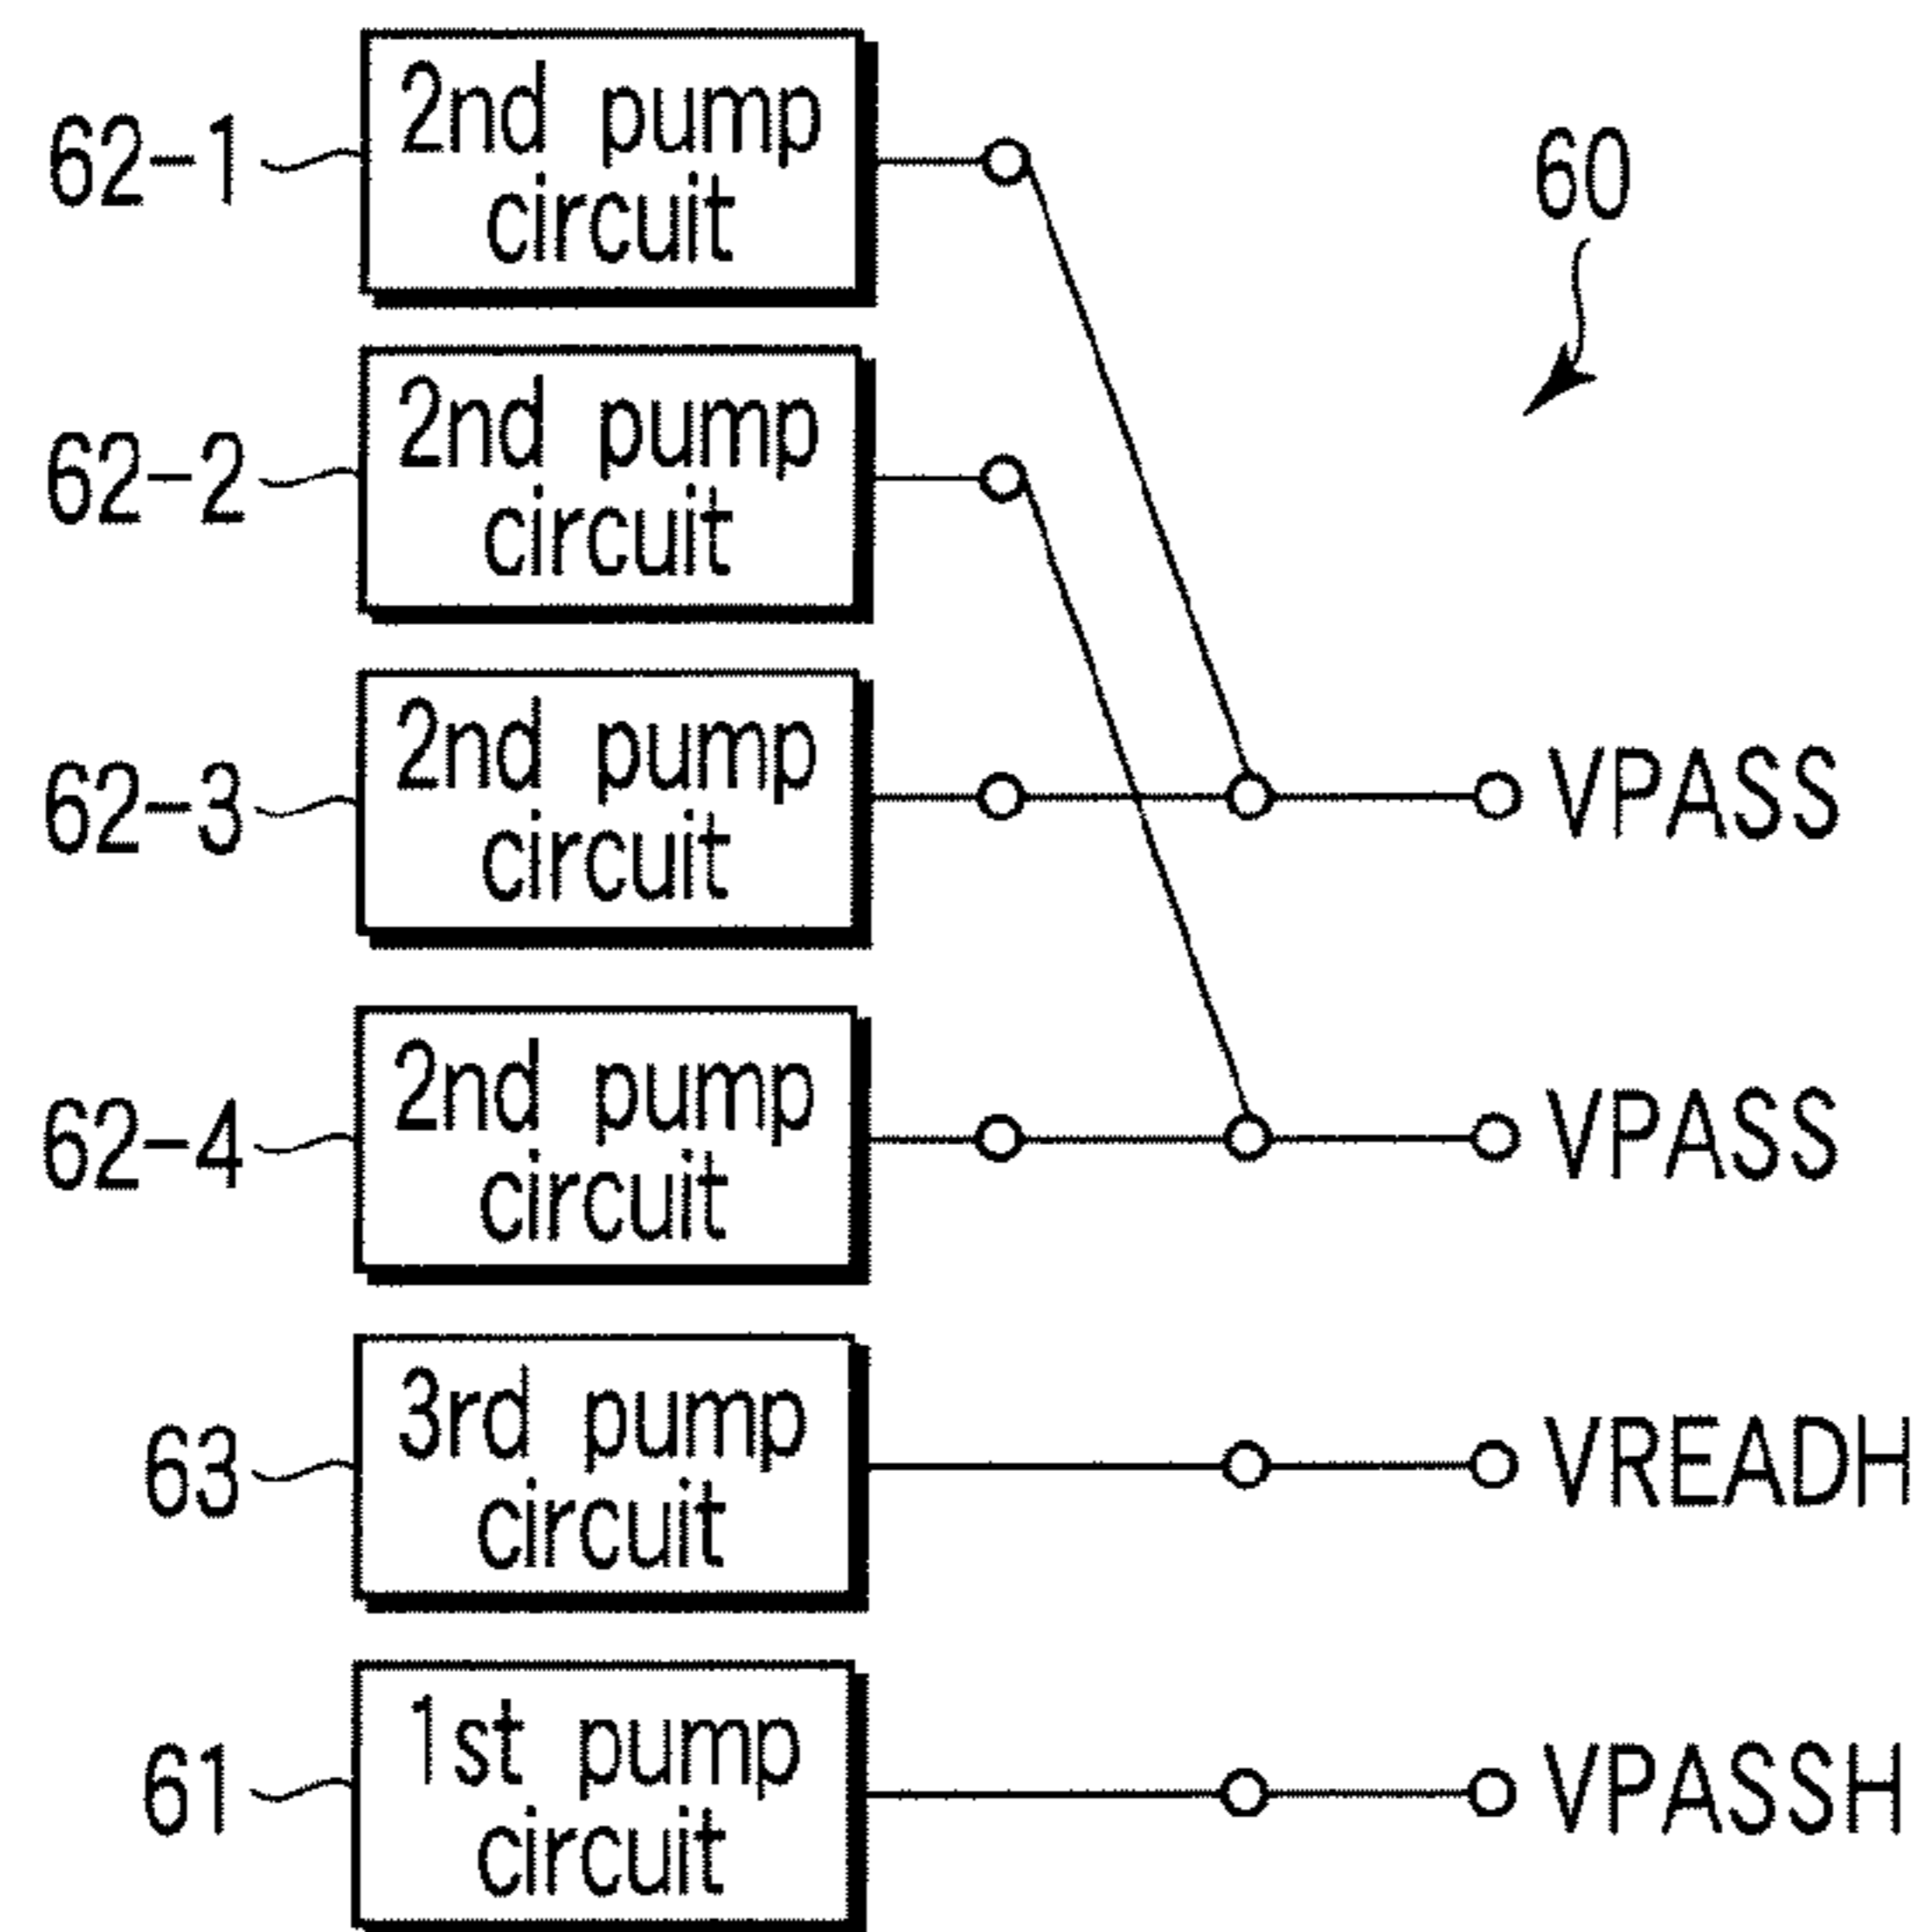 62-1
2nd pump
circuit
60
62-2
2nd pump
circuit
62-3
2nd pump
circuit
VPASS
62-4
2nd pump
circuit
VPASS
63
3rd pump
circuit
VREADH
61
1st pump
circuit
VPASSH